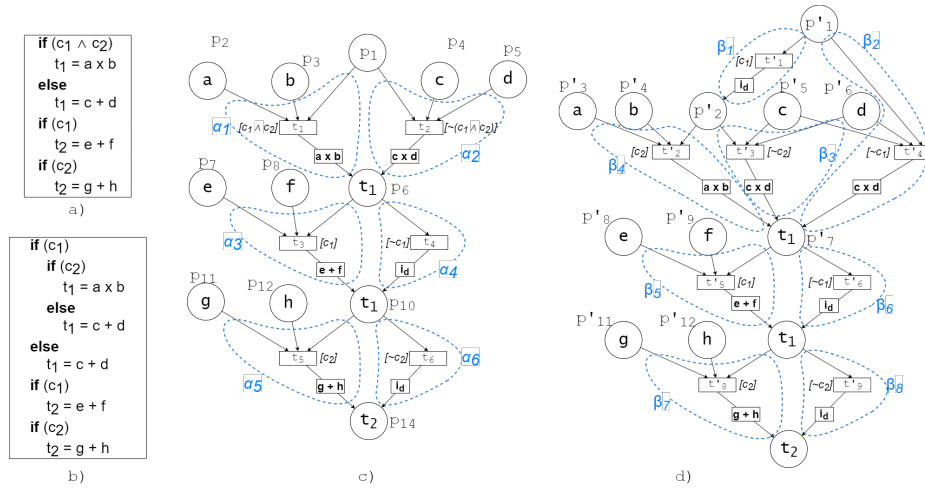 if (c1 ∧ c2)
t1 = a x b
else
t1 = c + d
if (c1)
t2 = e + f
if (c2)
t2 = g + h
a)
if (c1)
if (c2)
t1 = a x b
else
t1 = c + d
else
t1 = c + d
if (c1)
t2 = e + f
if (c2)
t2 = g + h
b)
p2
p3
p1
p4
p5
a
b
c
d
α1
t1
[c1 ∧ c2]
t2
[~(c1 ∧ c2)}
α2
a x b
c x d
p7
p8
e
f
t1
p6
α3
t3
[c1]
[~c1]
t4
α4
e + f
id
p11
p12
g
h
t1
p10
α5
t5
[c2]
[~c2]
t6
α6
g + h
id
t2
p14
c)
p'1
β1
β2
[c1]
t'1
id
p'3
p'4
p'5
p'6
a
b
p'2
c
d
β4
[c2]
t'2
t'3
[~c2]
β3
[~c1]
t'4
a x b
c x d
c x d
p'8
p'9
e
f
t1
p'7
β5
t'5
[c1]
[~c1]
t'6
β6
e + f
id
p'11
p'12
g
h
t1
β7
t'8
[c2]
[~c2]
t'9
β8
g + h
id
t2
d)